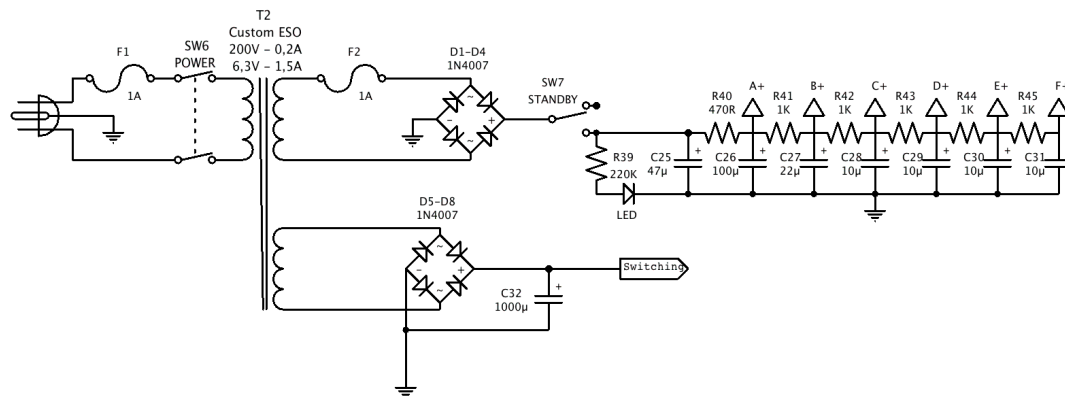 T2
Custom ESO
200V – 0,2A
6,3V – 1,5A
F1
1A
SW6
POWER
F2
1A
D1–D4
1N4007
~
–
+
~
SW7
STANDBY
R39
220K
LED
C25
47µ
+
R40
470R
A+
C26
100µ
+
R41
1K
B+
C27
22µ
+
R42
1K
C+
C28
10µ
+
R43
1K
D+
C29
10µ
+
R44
1K
E+
C30
10µ
+
R45
1K
F+
C31
10µ
+
D5–D8
1N4007
~
–
+
~
C32
1000µ
+
Switching